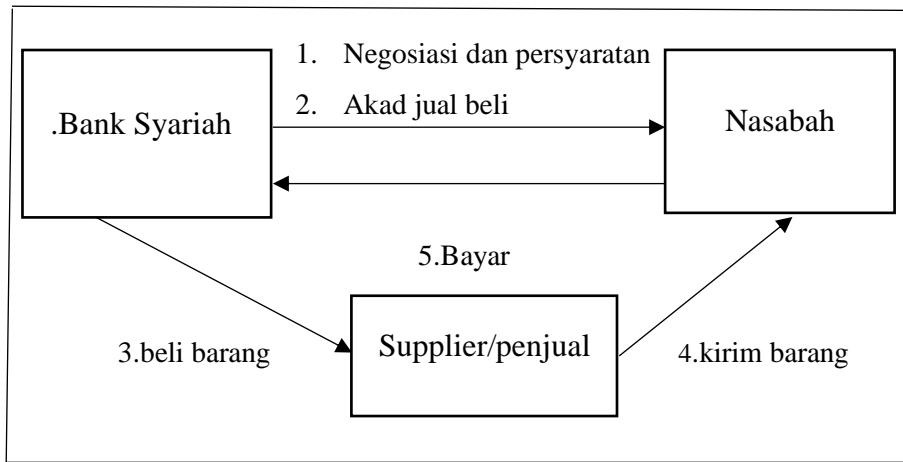 1. Negosiasi dan persyaratan
2. Akad jual beli
.Bank Syariah
Nasabah
5.Bayar
3.beli barang
Supplier/penjual
4.kirim barang